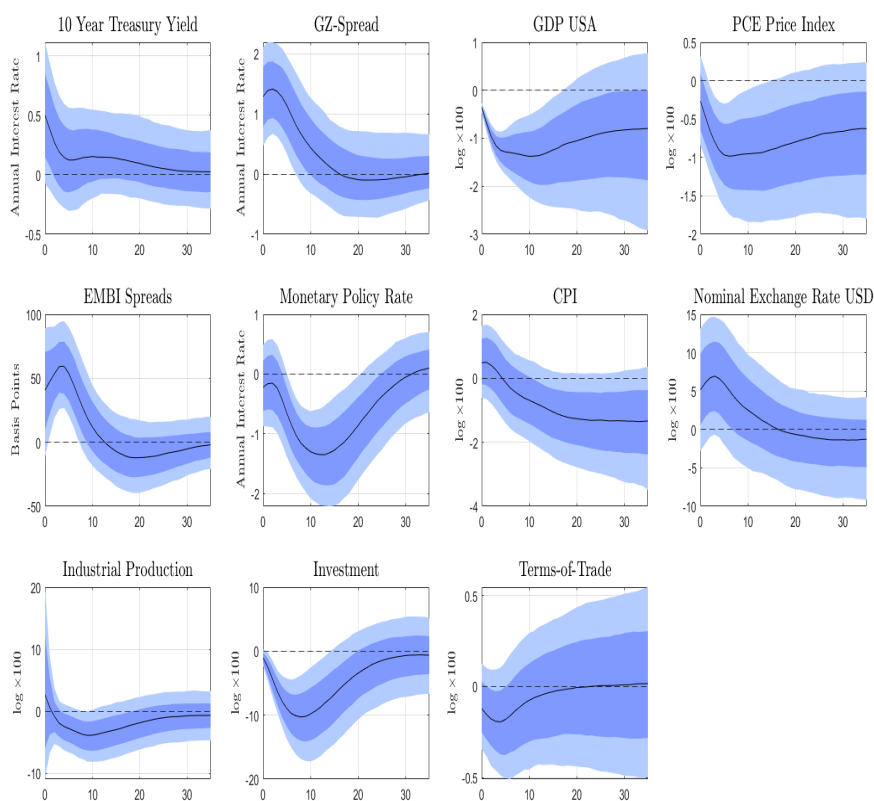 10 Year Treasury Yield
Annual Interest Rate
1
0.5
0
-0.5
0 10 20 30
GZ-Spread
Annual Interest Rate
2
1
0
-1
0 10 20 30
GDP USA
log ×100
1
0
-1
-2
-3
0 10 20 30
PCE Price Index
log ×100
0.5
0
-0.5
-1
-1.5
-2
0 10 20 30
EMBI Spreads
Basis Points
100
50
0
-50
0 10 20 30
Monetary Policy Rate
Annual Interest Rate
1
0
-1
-2
0 10 20 30
CPI
log ×100
2
0
-2
-4
0 10 20 30
Nominal Exchange Rate USD
log ×100
15
10
5
0
-5
-10
0 10 20 30
Industrial Production
log ×100
20
10
0
-10
0 10 20 30
Investment
log ×100
10
0
-10
-20
0 10 20 30
Terms-of-Trade
log ×100
0.5
0
-0.5
0 10 20 30